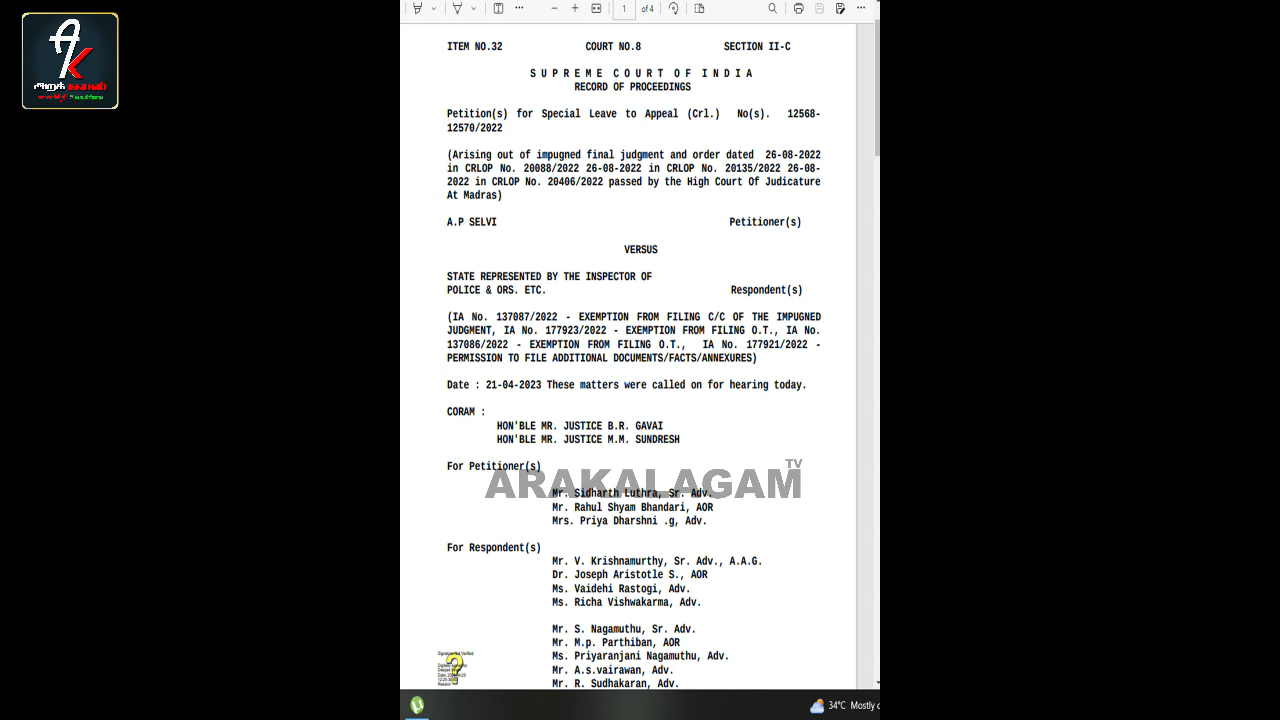 1 of 4
ITEM NO.32 COURT NO.8 SECTION II-C
S U P R E M E C O U R T O F I N D I A
RECORD OF PROCEEDINGS
Petition(s) for Special Leave to Appeal (Crl.) No(s). 12568-
12570/2022
(Arising out of impugned final judgment and order dated 26-08-2022
in CRLOP No. 20088/2022 26-08-2022 in CRLOP No. 20135/2022 26-08-
2022 in CRLOP No. 20406/2022 passed by the High Court Of Judicature
At Madras)
A.P SELVI Petitioner(s)
VERSUS
STATE REPRESENTED BY THE INSPECTOR OF
POLICE & ORS. ETC. Respondent(s)
(IA No. 137087/2022 - EXEMPTION FROM FILING C/C OF THE IMPUGNED
JUDGMENT, IA No. 177923/2022 - EXEMPTION FROM FILING O.T., IA No.
137086/2022 - EXEMPTION FROM FILING O.T., IA No. 177921/2022 -
PERMISSION TO FILE ADDITIONAL DOCUMENTS/FACTS/ANNEXURES)
Date : 21-04-2023 These matters were called on for hearing today.
CORAM :
HON'BLE MR. JUSTICE B.R. GAVAI
HON'BLE MR. JUSTICE M.M. SUNDRESH
For Petitioner(s)
ARAKALAGAM TV
Mr. Sidharth Luthra, Sr. Adv.
Mr. Rahul Shyam Bhandari, AOR
Mrs. Priya Dharshni .g, Adv.
For Respondent(s)
Mr. V. Krishnamurthy, Sr. Adv., A.A.G.
Dr. Joseph Aristotle S., AOR
Ms. Vaidehi Rastogi, Adv.
Ms. Richa Vishwakarma, Adv.
Mr. S. Nagamuthu, Sr. Adv.
Mr. M.p. Parthiban, AOR
Ms. Priyaranjani Nagamuthu, Adv.
Mr. A.s.vairawan, Adv.
Mr. R. Sudhakaran, Adv.
Signature Not Verified
34°C Mostly